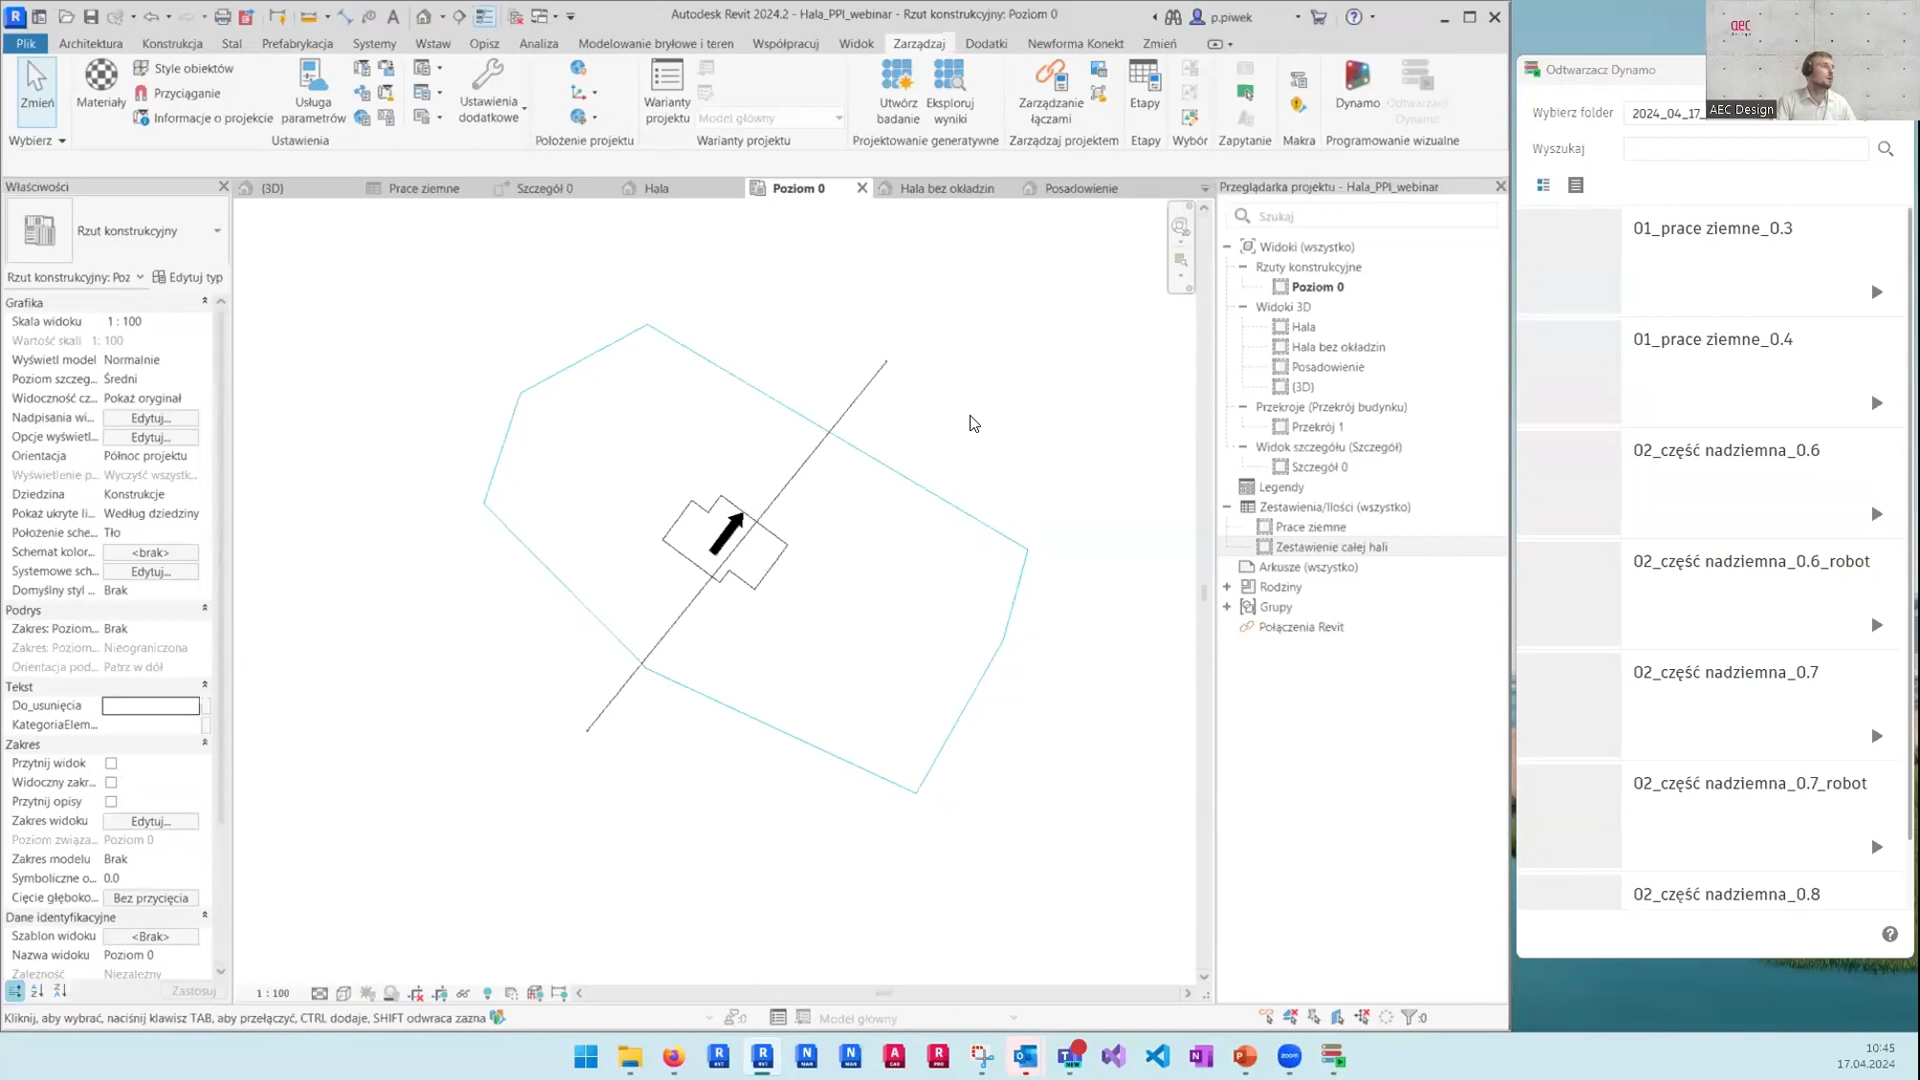 Autodesk Revit 2024.2 - Hala_PPI_webinar - Rzut konstrukcyjny: Poziom 0
p.piwek
Plik Architektura Konstrukcja Stal Prefabrykacja Systemy Wstaw Opisz Analiza Modelowanie bryłowe i teren Współpracuj Widok Zarządzaj Dodatki Newforma Konekt Zmień
Zmień
Materiały
Style obiektów
Przyciąganie
Informacje o projekcie
Usługa parametrów
Ustawienia dodatkowe
Warianty projektu
Model główny
Utwórz badanie
Eksploruj wyniki
Zarządzanie łączami
Etapy
Dynamo
Odtwarzacz Dynamo
Wybierz Ustawienia Położenie projektu Warianty projektu Projektowanie generatywne Zarządzaj projektem Etapy Wybór Zapytanie Makra Programowanie wizualne
Właściwości
{3D} Prace ziemne Szczegół 0 Hala Poziom 0 Hala bez okładzin Posadowienie
Rzut konstrukcyjny
Rzut konstrukcyjny: Poz Edytuj typ
Grafika
Skala widoku 1 : 100
Wartość skali 1: 100
Wyświetl model Normalnie
Poziom szczeg... Średni
Widoczność cz... Pokaż oryginał
Nadpisania wi... Edytuj...
Opcje wyświetl... Edytuj...
Orientacja Północ projektu
Wyświetlenie p... Wyczyść wszystk...
Dziedzina Konstrukcje
Pokaż ukryte li... Według dziedziny
Położenie sche... Tło
Schemat kolor... <brak>
Systemowe sch... Edytuj...
Domyślny styl ... Brak
Podrys
Zakres: Poziom... Brak
Zakres: Poziom... Nieograniczona
Orientacja pod... Patrz w dół
Tekst
Do_usunięcia
KategoriaElem...
Zakres
Przytnij widok
Widoczny zakr...
Przytnij opisy
Zakres widoku Edytuj...
Poziom związa... Poziom 0
Zakres modelu Brak
Symboliczne o... 0.0
Cięcie głęboko... Bez przycięcia
Dane identyfikacyjne
Szablon widoku <Brak>
Nazwa widoku Poziom 0
Zależność Niezależny
Zastosuj
1 : 100
Kliknij, aby wybrać, naciśnij klawisz TAB, aby przełączyć, CTRL dodaje, SHIFT odwraca zazna
:0
Model główny
:0
Przeglądarka projektu - Hala_PPI_webinar
Szukaj
Widoki (wszystko)
Rzuty konstrukcyjne
Poziom 0
Widoki 3D
Hala
Hala bez okładzin
Posadowienie
{3D}
Przekroje (Przekrój budynku)
Przekrój 1
Widok szczegółu (Szczegół)
Szczegół 0
Legendy
Zestawienia/Ilości (wszystko)
Prace ziemne
Zestawienie całej hali
Arkusze (wszystko)
Rodziny
Grupy
Połączenia Revit
Odtwarzacz Dynamo
Wybierz folder 2024_04_17_
Wyszukaj
01_prace ziemne_0.3
01_prace ziemne_0.4
02_część nadziemna_0.6
02_część nadziemna_0.6_robot
02_część nadziemna_0.7
02_część nadziemna_0.7_robot
02_część nadziemna_0.8
aec
AEC Design
zoom
10:45
17.04.2024